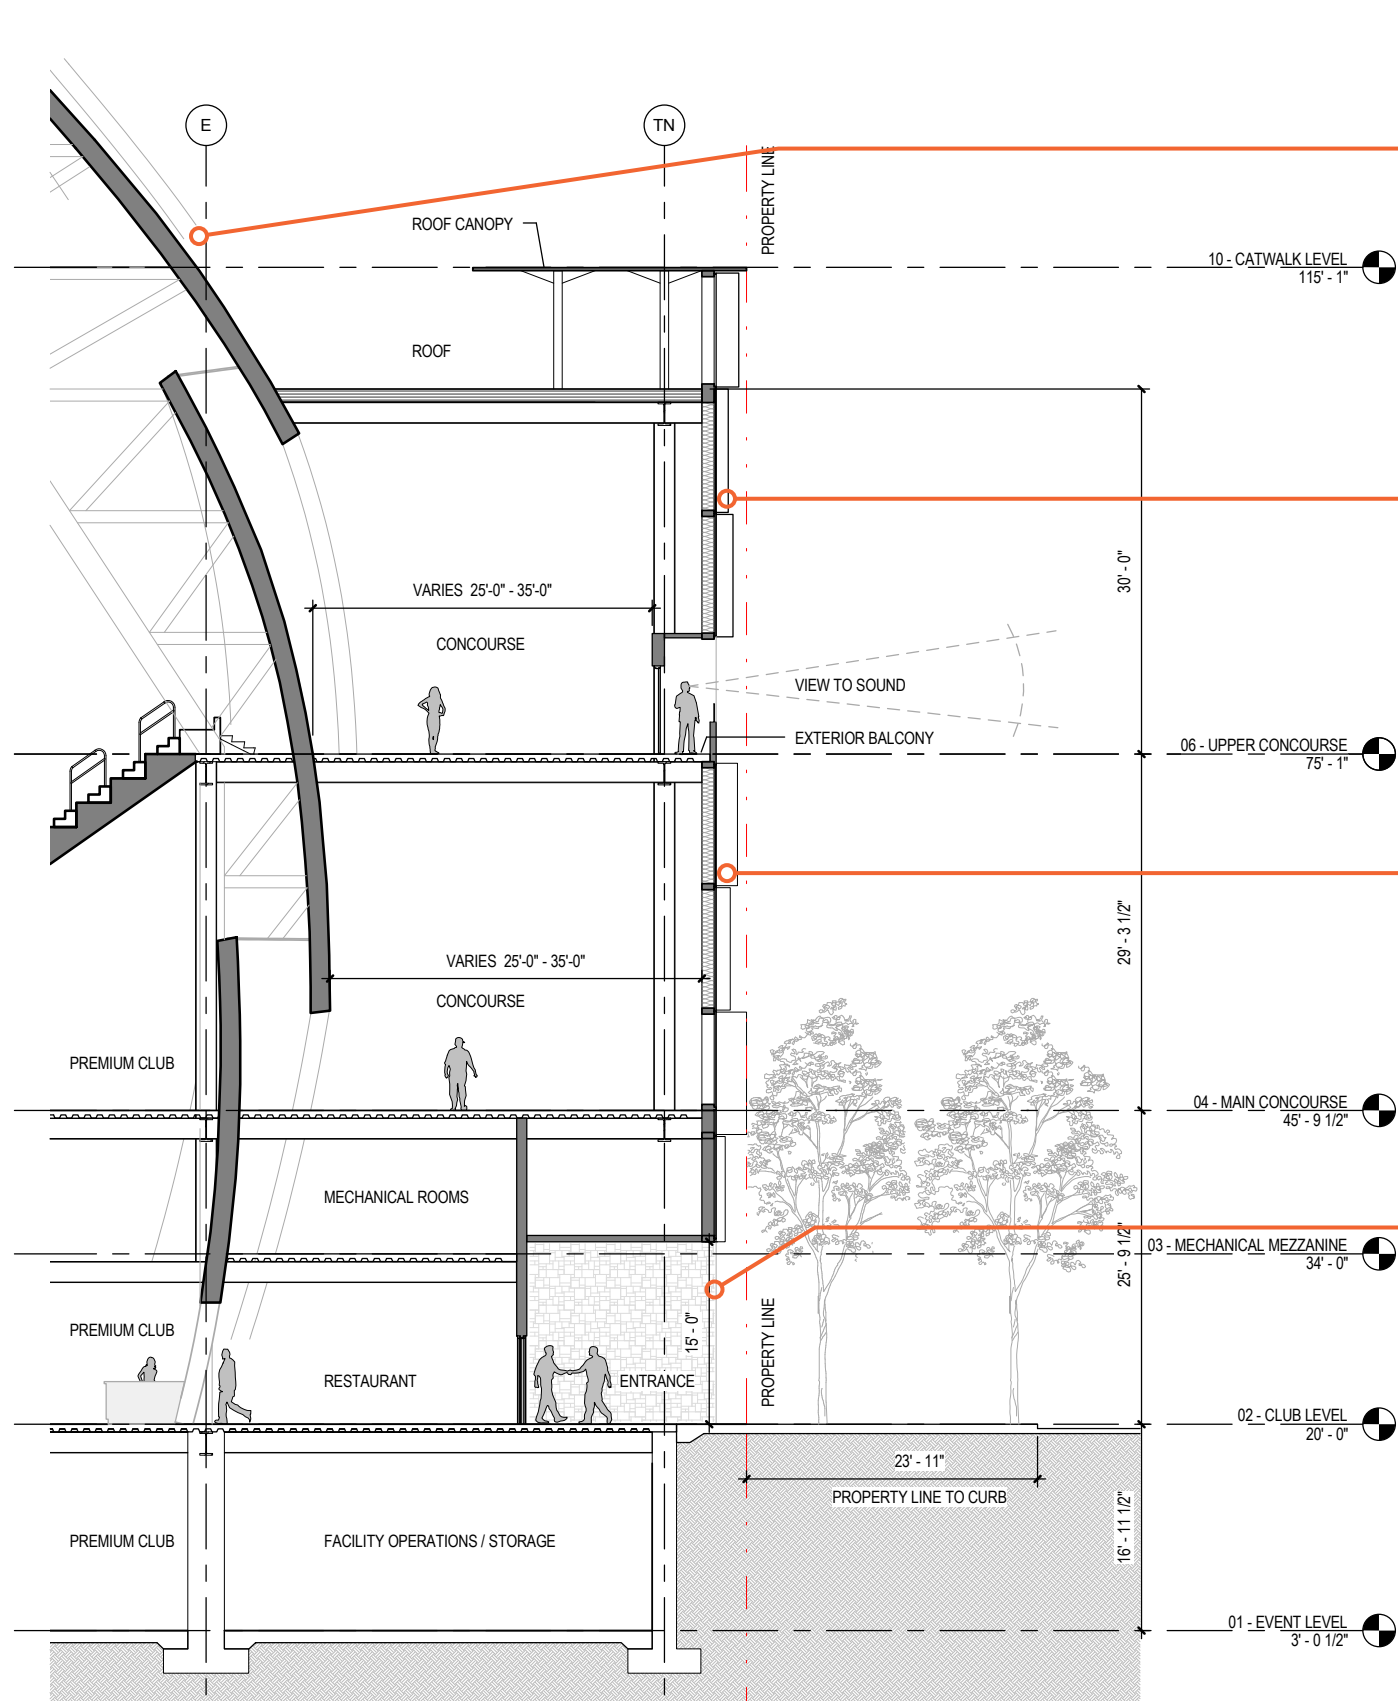 E
TN
PROPERTY LINE
ROOF CANOPY
10 - CATWALK LEVEL
115' - 1"
ROOF
30' - 0"
VARIES 25'-0" - 35'-0"
CONCOURSE
VIEW TO SOUND
EXTERIOR BALCONY
06 - UPPER CONCOURSE
75' - 1"
29' - 3 1/2"
VARIES 25'-0" - 35'-0"
CONCOURSE
PREMIUM CLUB
04 - MAIN CONCOURSE
45' - 9 1/2"
MECHANICAL ROOMS
25' - 9 1/2"
03 - MECHANICAL MEZZANINE
34' - 0"
15' - 0"
PROPERTY LINE
PREMIUM CLUB
RESTAURANT
ENTRANCE
02 - CLUB LEVEL
20' - 0"
23' - 11"
PROPERTY LINE TO CURB
16' - 11 1/2"
PREMIUM CLUB
FACILITY OPERATIONS / STORAGE
01 - EVENT LEVEL
3' - 0 1/2"